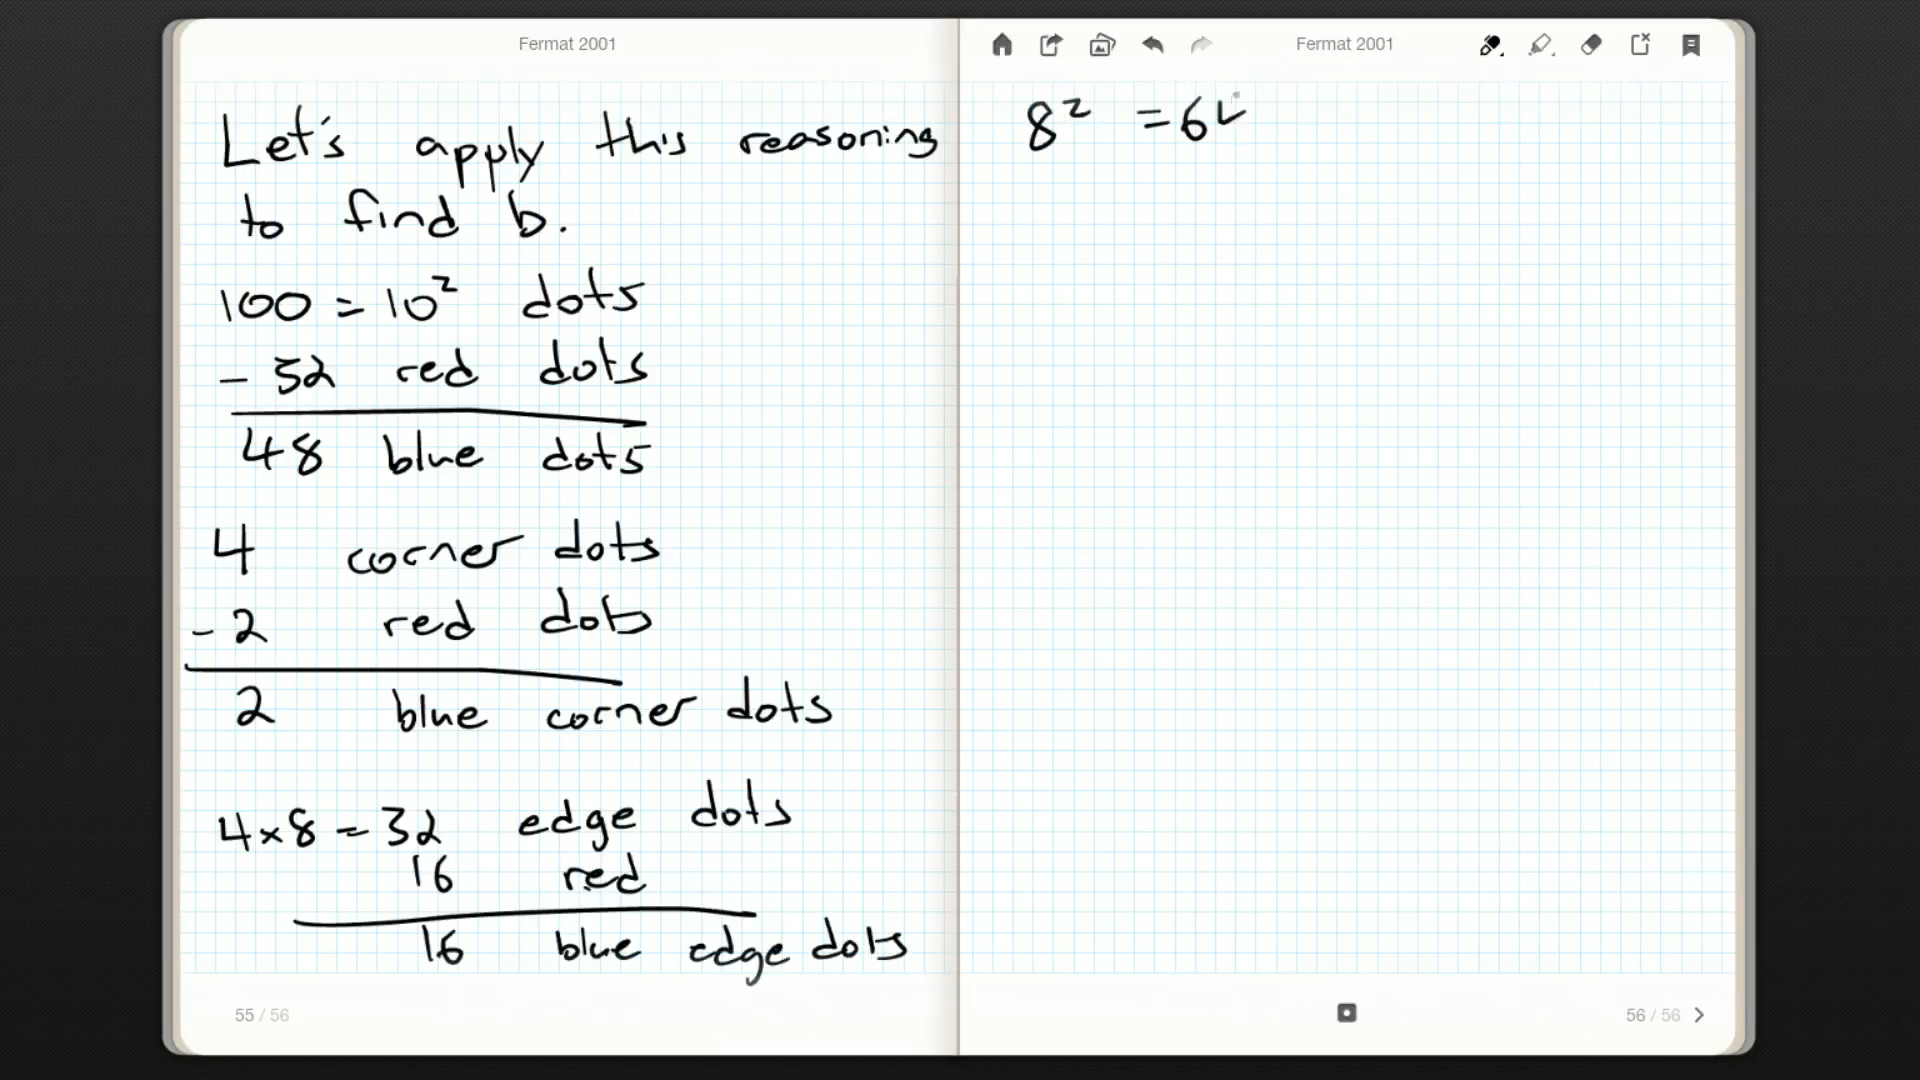 Fermat 2001
Let's apply this reasoning
to find b.
100 = 10² dots
- 52 red dots
48 blue dots
4 corner dots
- 2 red dots
2 blue corner dots
4×8 = 32 edge dots
16 red
16 blue edge dots
55 / 56
Fermat 2001
8² = 64
56 / 56